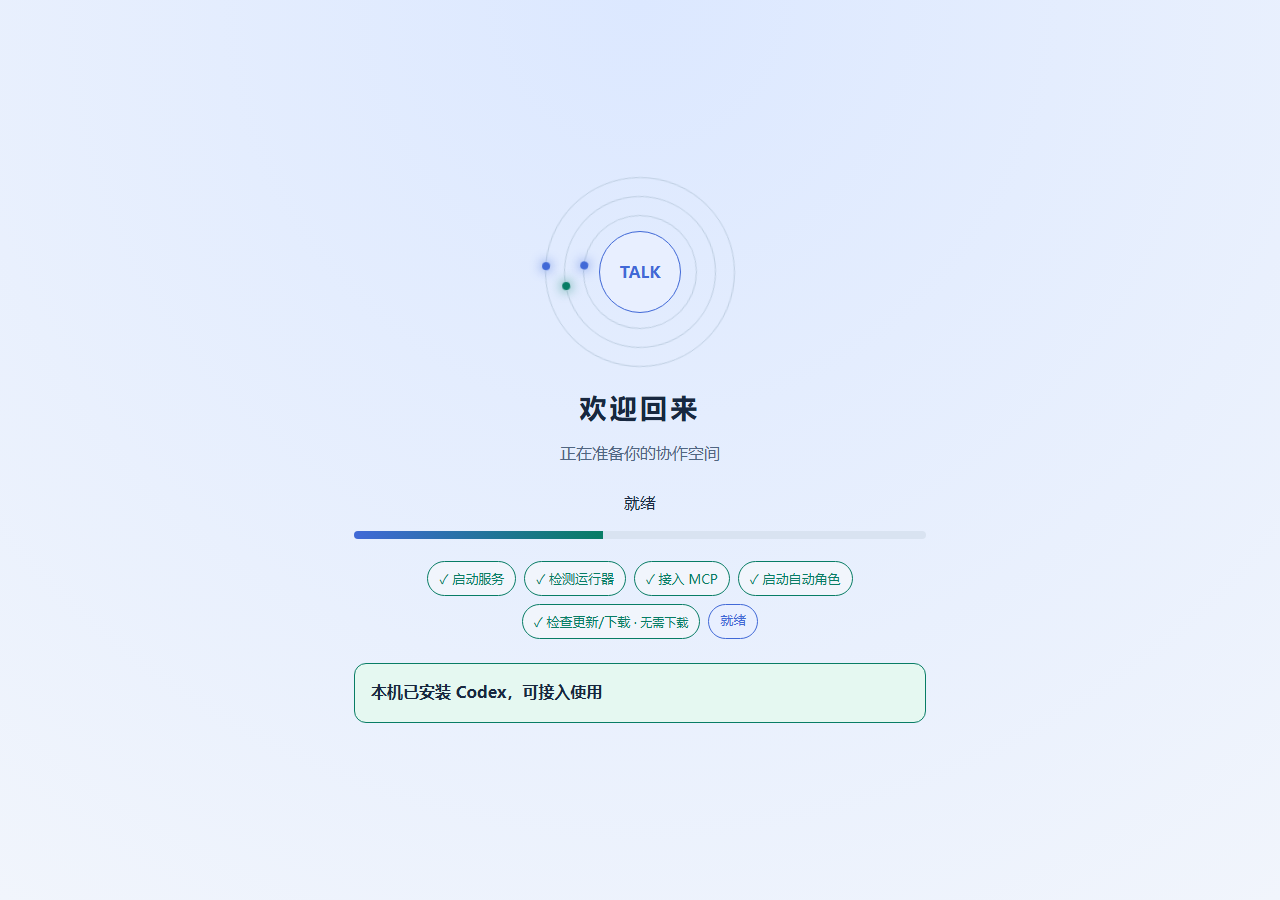 TALK
欢迎回来
正在准备你的协作空间
就绪
✓ 启动服务 ✓ 检测运行器 ✓ 接入 MCP ✓ 启动自动角色
✓ 检查更新/下载 · 无需下载 就绪
本机已安装 Codex，可接入使用